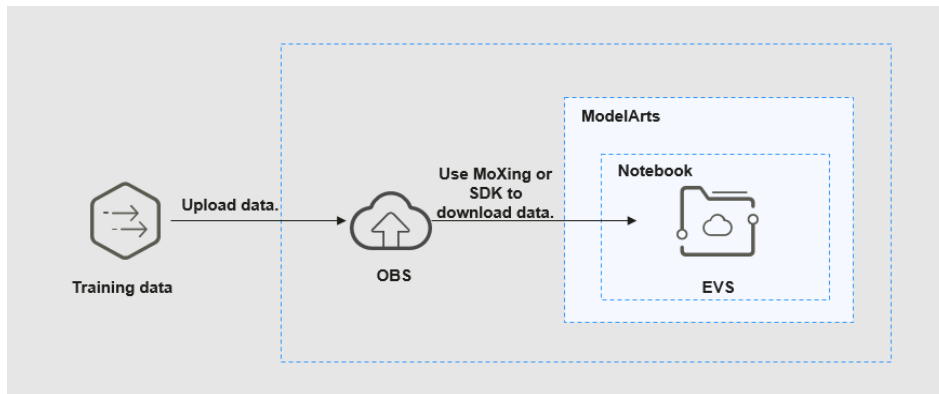 Training data
Upload data.
OBS
Use MoXing or
SDK to
download data.
ModelArts
Notebook
EVS